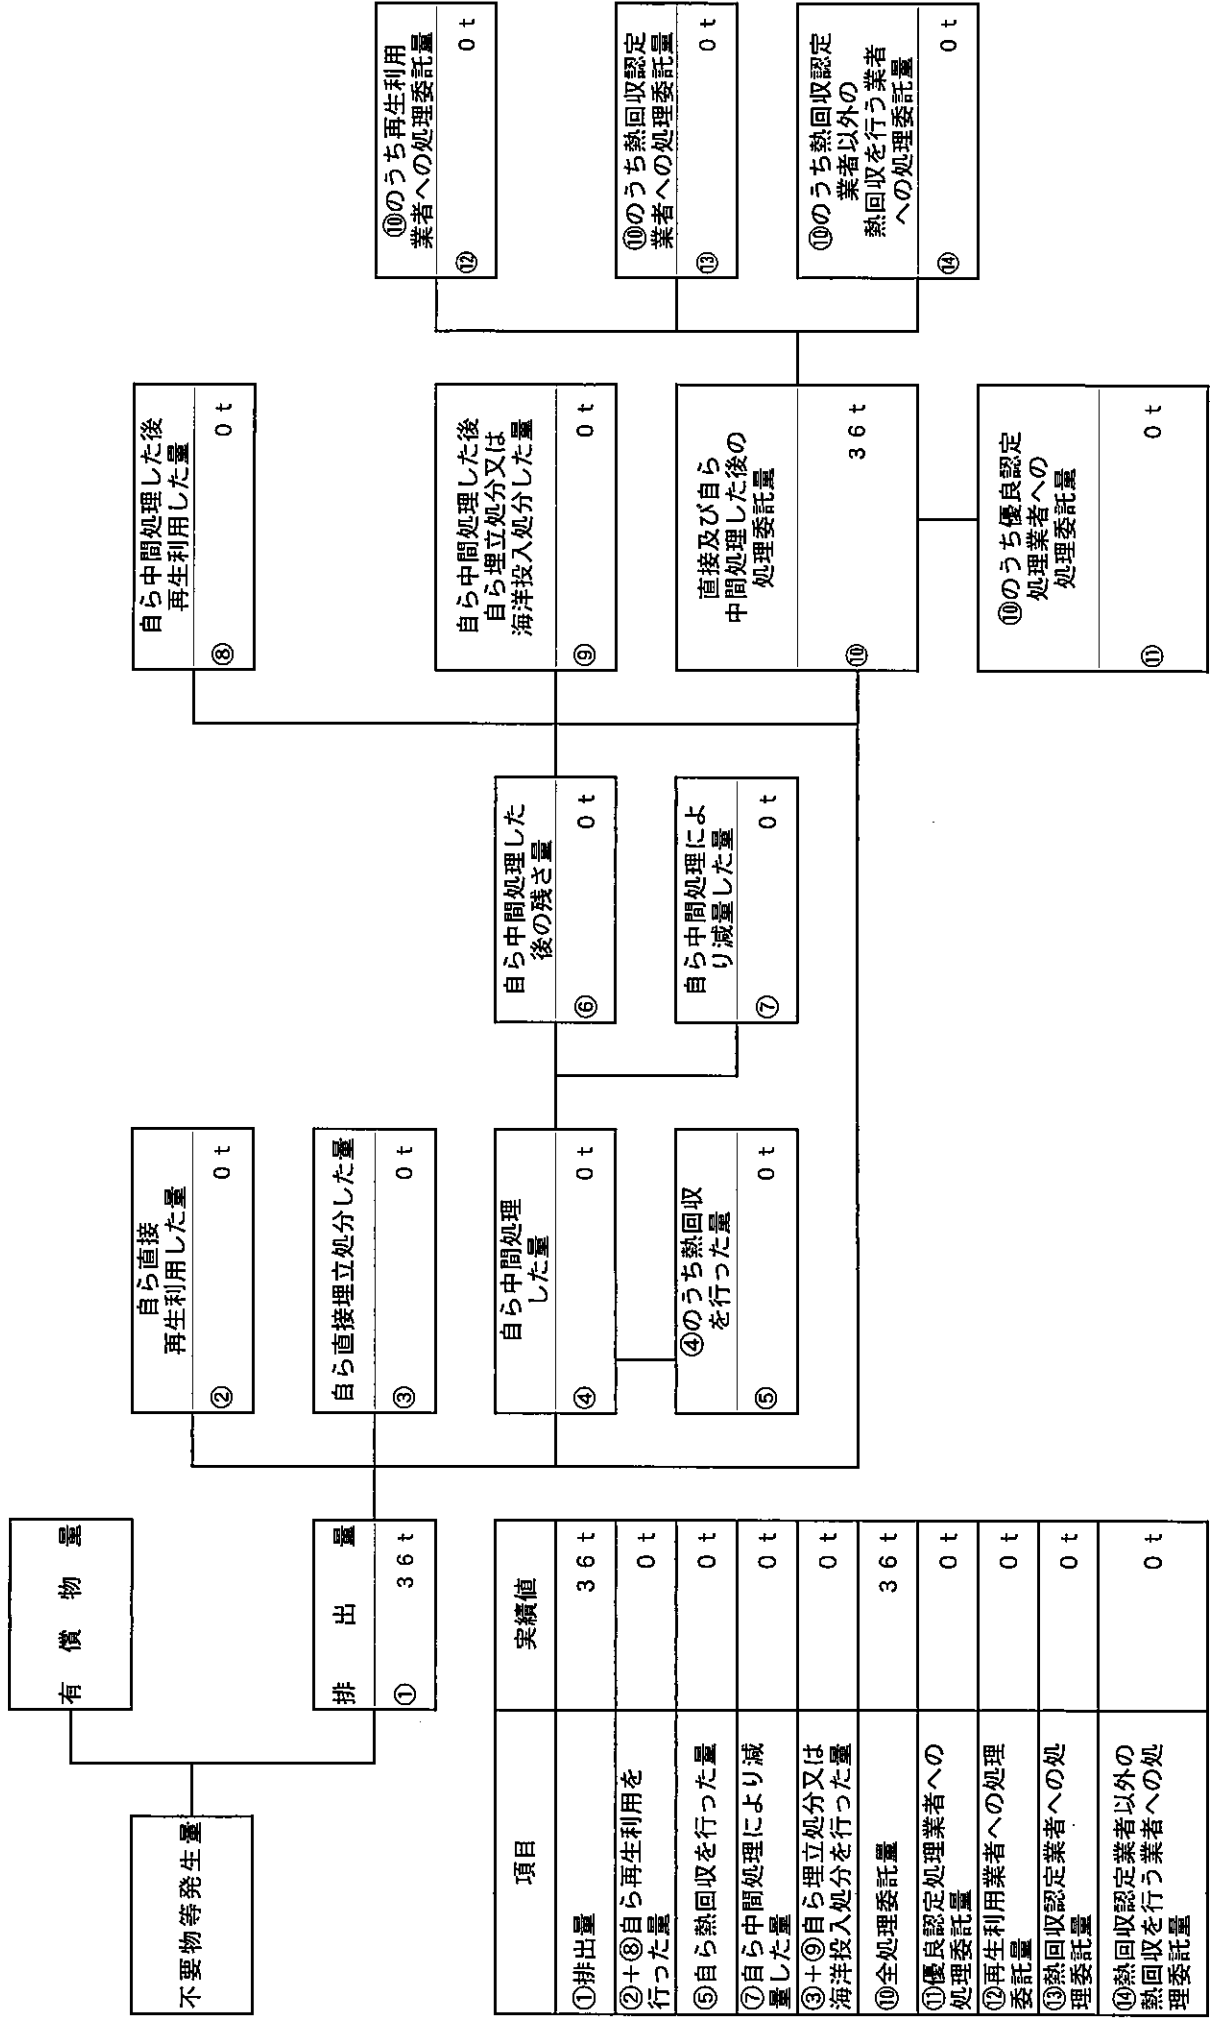 不要物等発生量
有償物量
排出量
① 36t
自ら直接
再生利用した量
② 0t
自ら直接埋立処分した量
③ 0t
自ら中間処理
した量
④ 0t
④のうち熱回収
を行った量
⑤ 0t
自ら中間処理した
後の残さ量
⑥ 0t
自ら中間処理によ
り減量した量
⑦ 0t
自ら中間処理した後
再生利用した量
⑧ 0t
自ら中間処理した後
自ら埋立処分又は
海洋投入処分した量
⑨ 0t
直接及び自ら
中間処理した後の
処理委託量
⑩ 36t
⑩のうち優良認定
処理業者への
処理委託量
⑪ 0t
⑩のうち再生利用
業者への処理委託量
⑫ 0t
⑩のうち熱回収認定
業者への処理委託量
⑬ 0t
⑩のうち熱回収認定
業者以外の
熱回収を行う業者
への処理委託量
⑭ 0t
項目 実績値
①排出量 36t
②+⑧自ら再生利用を
行った量 0t
⑤自ら熱回収を行った量 0t
⑦自ら中間処理により減
量した量 0t
③+⑨自ら埋立処分又は
海洋投入処分を行った量 0t
⑩全処理委託量 36t
⑪優良認定処理業者への
処理委託量 0t
⑫再生利用業者への処理
委託量 0t
⑬熱回収認定業者への処
理委託量 0t
⑭熱回収認定業者以外の
熱回収を行う業者への処
理委託量 0t